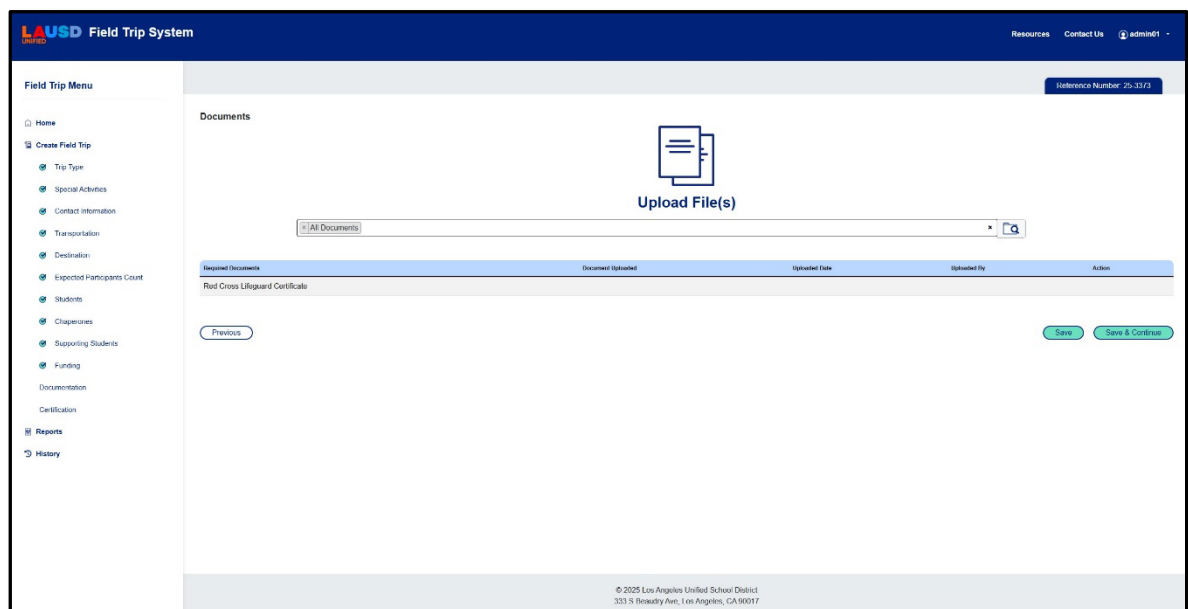 LAUSD Field Trip System
UNIFIED
Resources Contact Us admin01
Field Trip Menu
Reference Number: 25-3373
Home
Create Field Trip
Trip Type
Special Activities
Contact Information
Transportation
Destination
Expected Participants Count
Students
Chaperones
Supporting Students
Funding
Documentation
Certification
Reports
History
Documents
Upload File(s)
× All Documents ×
Required Documents Document Uploaded Uploaded Date Uploaded By Action
Red Cross Lifeguard Certificate
Previous Save Save & Continue
© 2025 Los Angeles Unified School District
333 S Beaudry Ave, Los Angeles, CA 90017